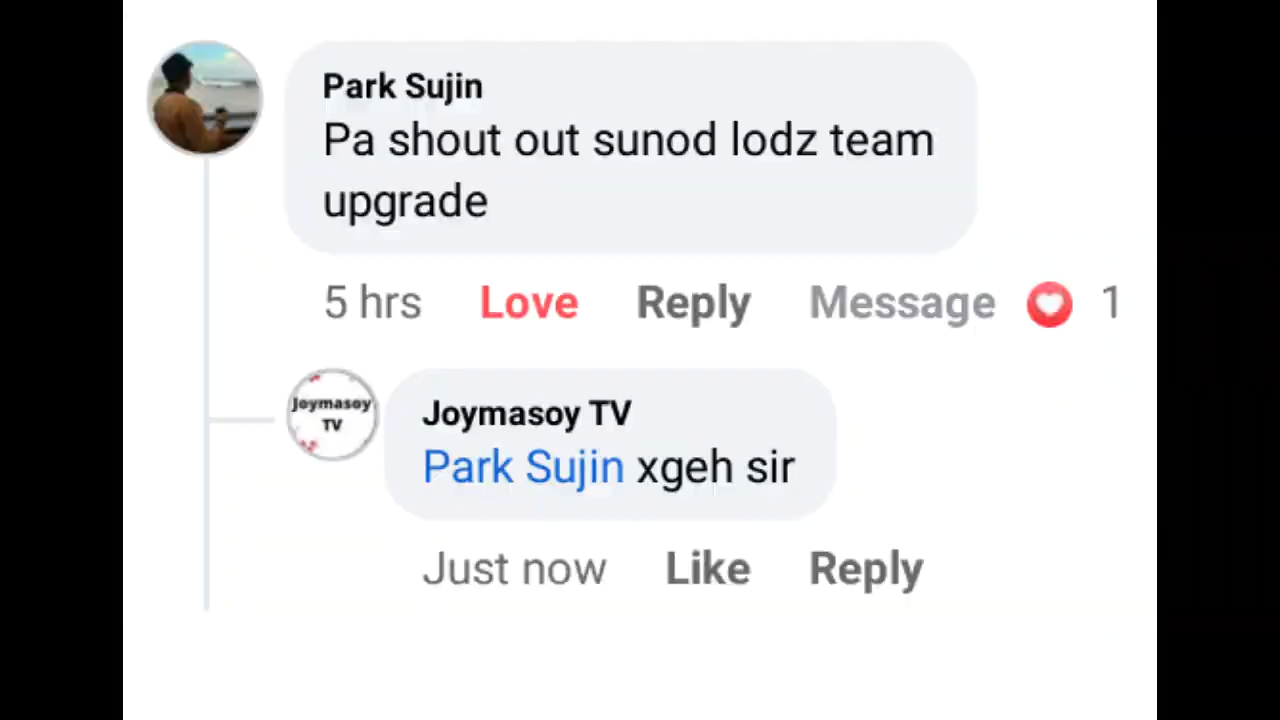 Park Sujin
Pa shout out sunod lodz team
upgrade
5 hrs Love Reply Message 1
Joymasoy
TV
Joymasoy TV
Park Sujin xgeh sir
Just now Like Reply